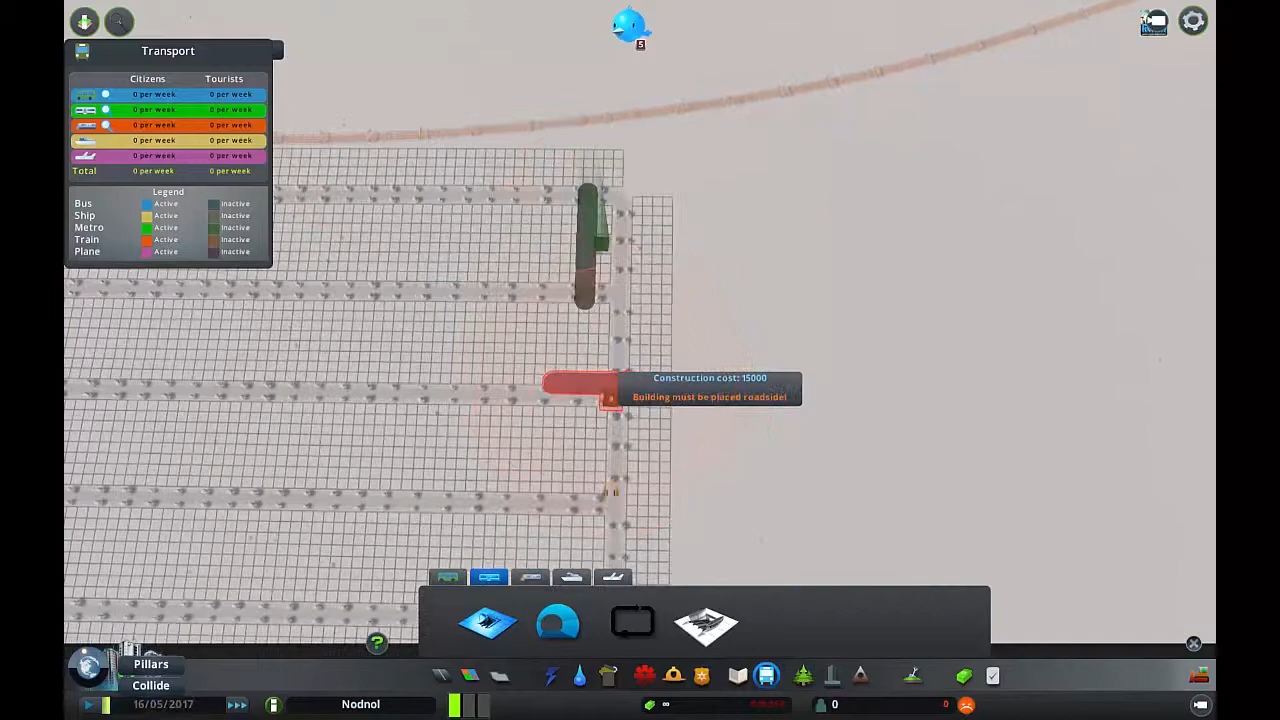 5
Transport
Citizens Tourists
0 per week 0 per week
0 per week 0 per week
0 per week 0 per week
0 per week 0 per week
0 per week 0 per week
Total 0 per week 0 per week
Legend
Bus Active Inactive
Ship Active Inactive
Metro Active Inactive
Train Active Inactive
Plane Active Inactive
Construction cost: 15000
Building must be placed roadside!
?
Pillars
Collide
16/05/2017
Nodnol
∞
0
0